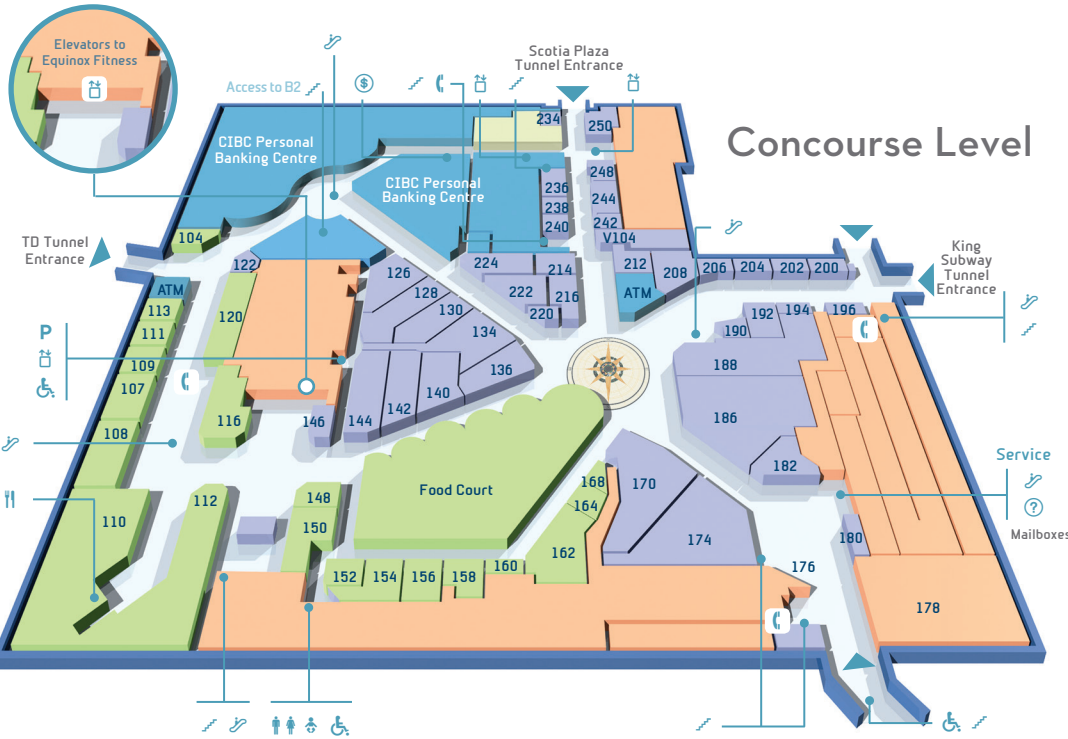 Elevators to
Equinox Fitness
Scotia Plaza
Tunnel Entrance
Access to B2
$
Concourse Level
CIBC Personal
Banking Centre
CIBC Personal
Banking Centre
234
250
248
236
244
238
240
242
V104
104
TD Tunnel
Entrance
King
Subway
Tunnel
Entrance
122
126
224
214
212
208
206
204
202
200
ATM
128
222
216
ATM
113
120
130
220
192
194
196
111
134
190
P
109
136
188
107
140
142
144
146
116
186
108
182
Service
148
Food Court
168
170
112
164
?
110
150
174
180
Mailboxes
162
152
154
156
158
160
176
178